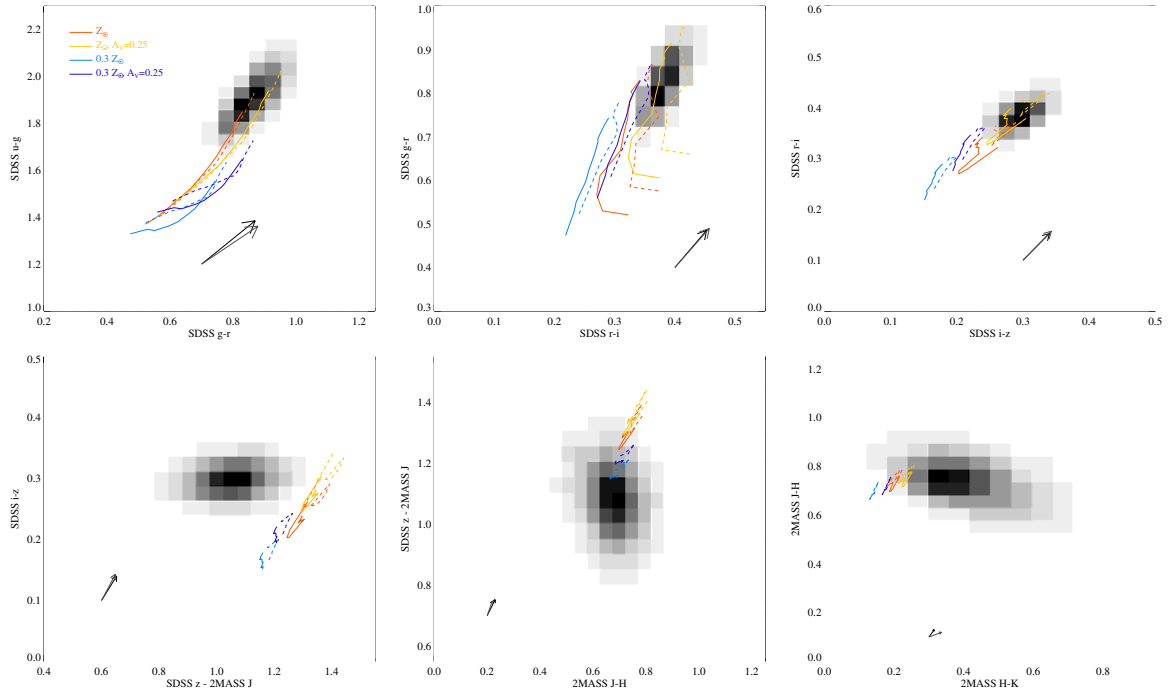 2.2
2.0
1.8
1.6
1.4
1.2
1.0
SDSS u-g
Z⊕
Z⊕, Aᵥ=0.25
0.3 Z⊕
0.3 Z⊕, Aᵥ=0.25
0.2 0.4 0.6 0.8 1.0
SDSS g-r
1.0
0.9
0.8
0.7
0.6
0.5
0.4
0.3
SDSS g-r
0.0 0.1 0.2 0.3 0.4 0.5
SDSS r-i
0.6
0.5
0.4
0.3
0.2
0.1
0.0
SDSS r-i
0.0 0.1 0.2 0.3 0.4 0.5
SDSS i-z
0.5
0.4
0.3
0.2
0.1
0.0
SDSS i-z
0.4 0.6 0.8 1.0 1.2 1.4
SDSS z - 2MASS J
1.4
1.2
1.0
0.8
0.6
SDSS z - 2MASS J
0.0 0.2 0.4 0.6 0.8 1.0
2MASS J-H
1.2
1.0
0.8
0.6
0.4
0.2
0.0
2MASS J-H
0.0 0.2 0.4 0.6 0.8
2MASS H-K